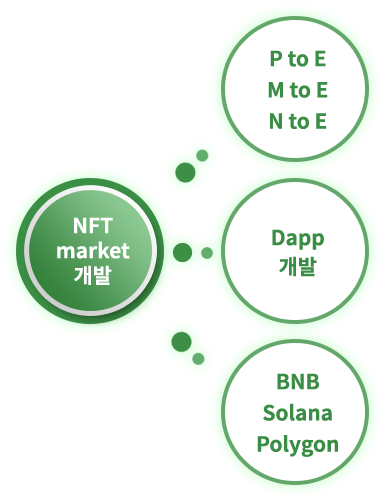 NFT
market
개발
P to E
M to E
N to E
Dapp
개발
BNB
Solana
Polygon